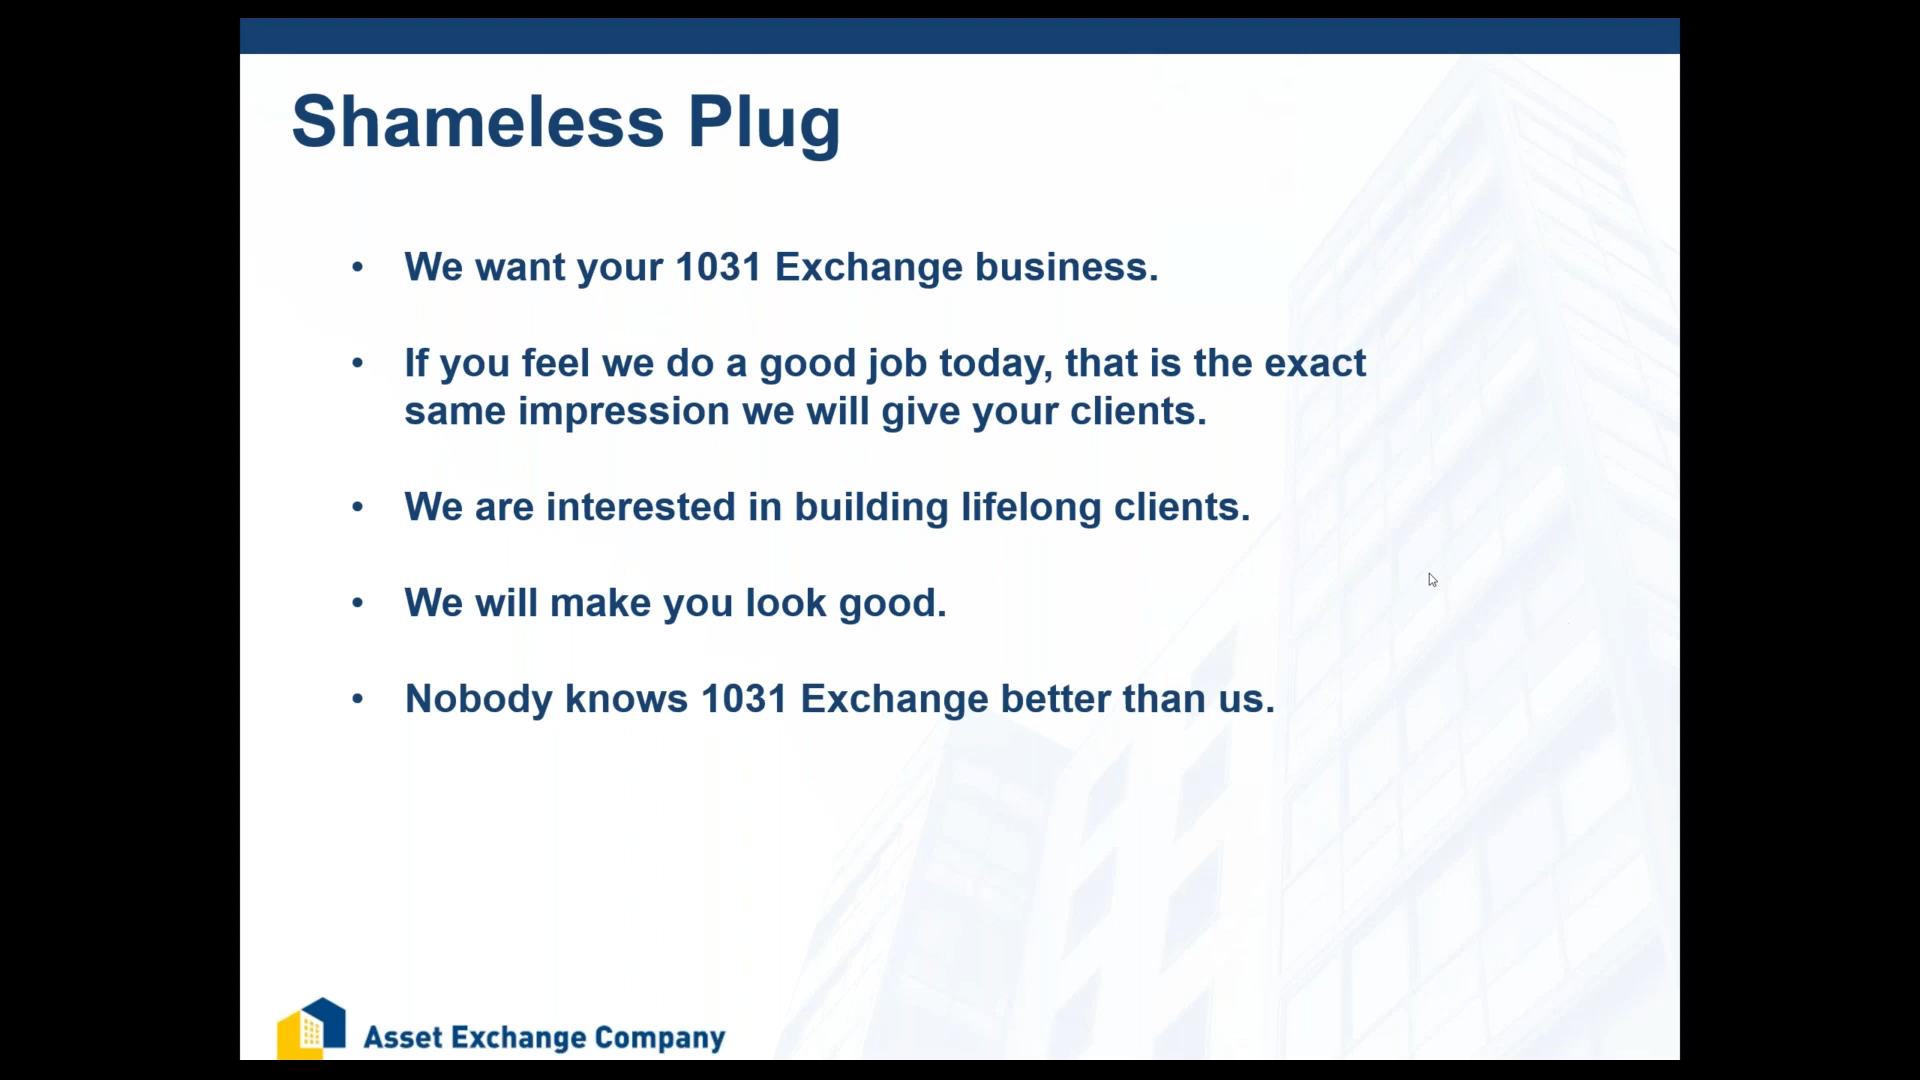 Shameless Plug
• We want your 1031 Exchange business.
• If you feel we do a good job today, that is the exact
same impression we will give your clients.
• We are interested in building lifelong clients.
• We will make you look good.
• Nobody knows 1031 Exchange better than us.
Asset Exchange Company